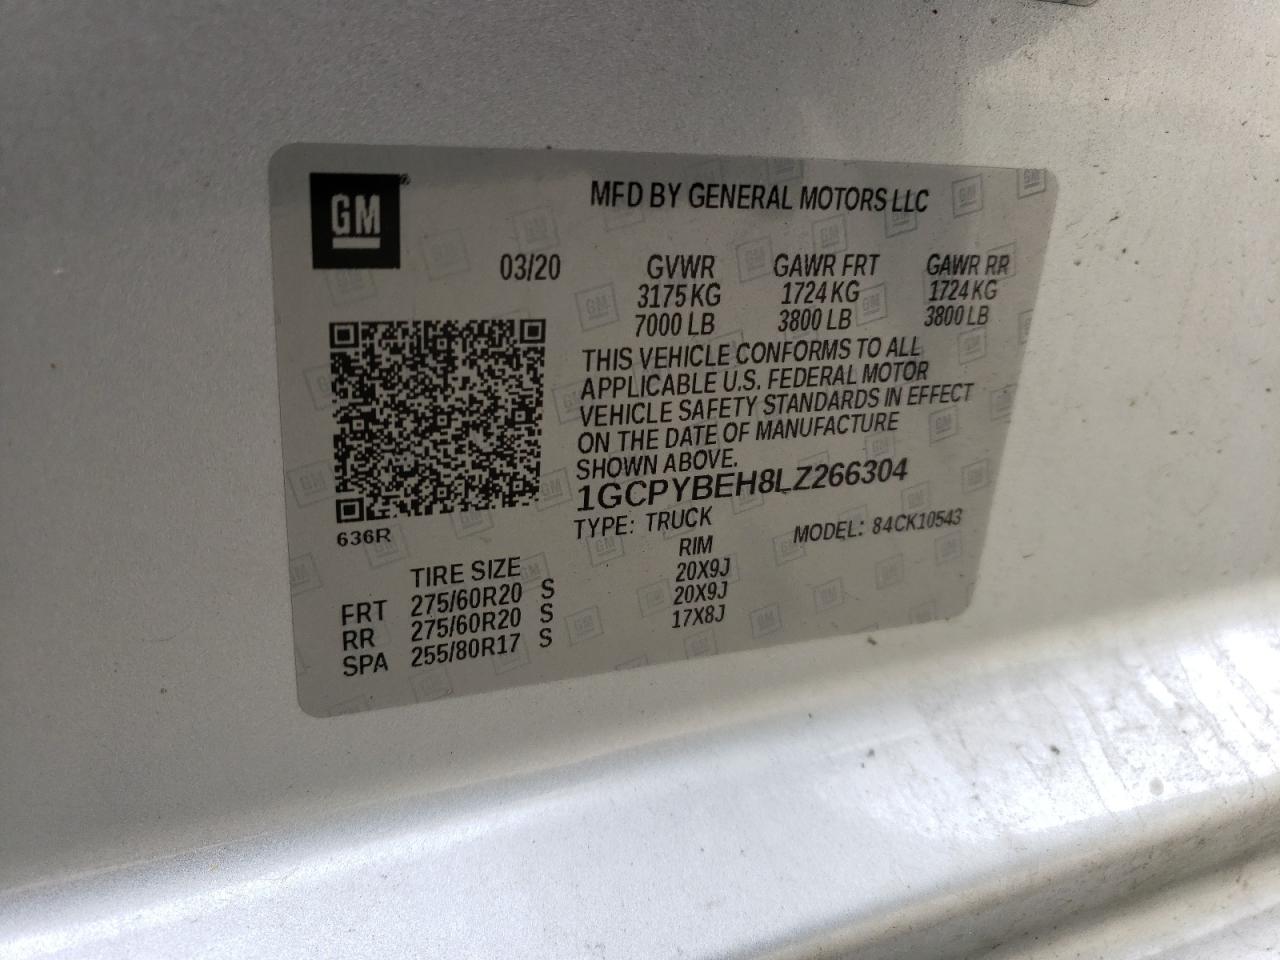 GM
MFD BY GENERAL MOTORS LLC
03/20 GVWR GAWR FRT GAWR RR
3175 KG 1724 KG 1724 KG
7000 LB 3800 LB 3800 LB
THIS VEHICLE CONFORMS TO ALL
APPLICABLE U.S. FEDERAL MOTOR
VEHICLE SAFETY STANDARDS IN EFFECT
ON THE DATE OF MANUFACTURE
SHOWN ABOVE.
1GCPYBEH8LZ266304
TYPE: TRUCK MODEL: 84CK10543
636R
TIRE SIZE RIM
FRT 275/60R20 S 20X9J
RR 275/60R20 S 20X9J
SPA 255/80R17 S 17X8J